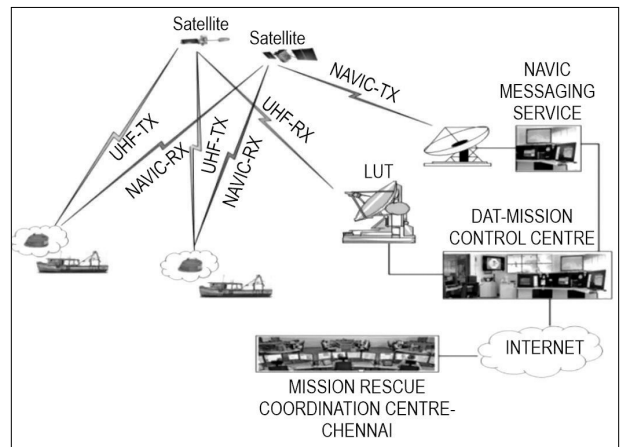 Satellite
Satellite
NAVIC-TX
NAVIC
MESSAGING
SERVICE
UHF-TX
NAVIC-RX
UHF-TX
NAVIC-RX
UHF-RX
LUT
DAT-MISSION
CONTROL CENTRE
INTERNET
MISSION RESCUE
COORDINATION CENTRE-
CHENNAI